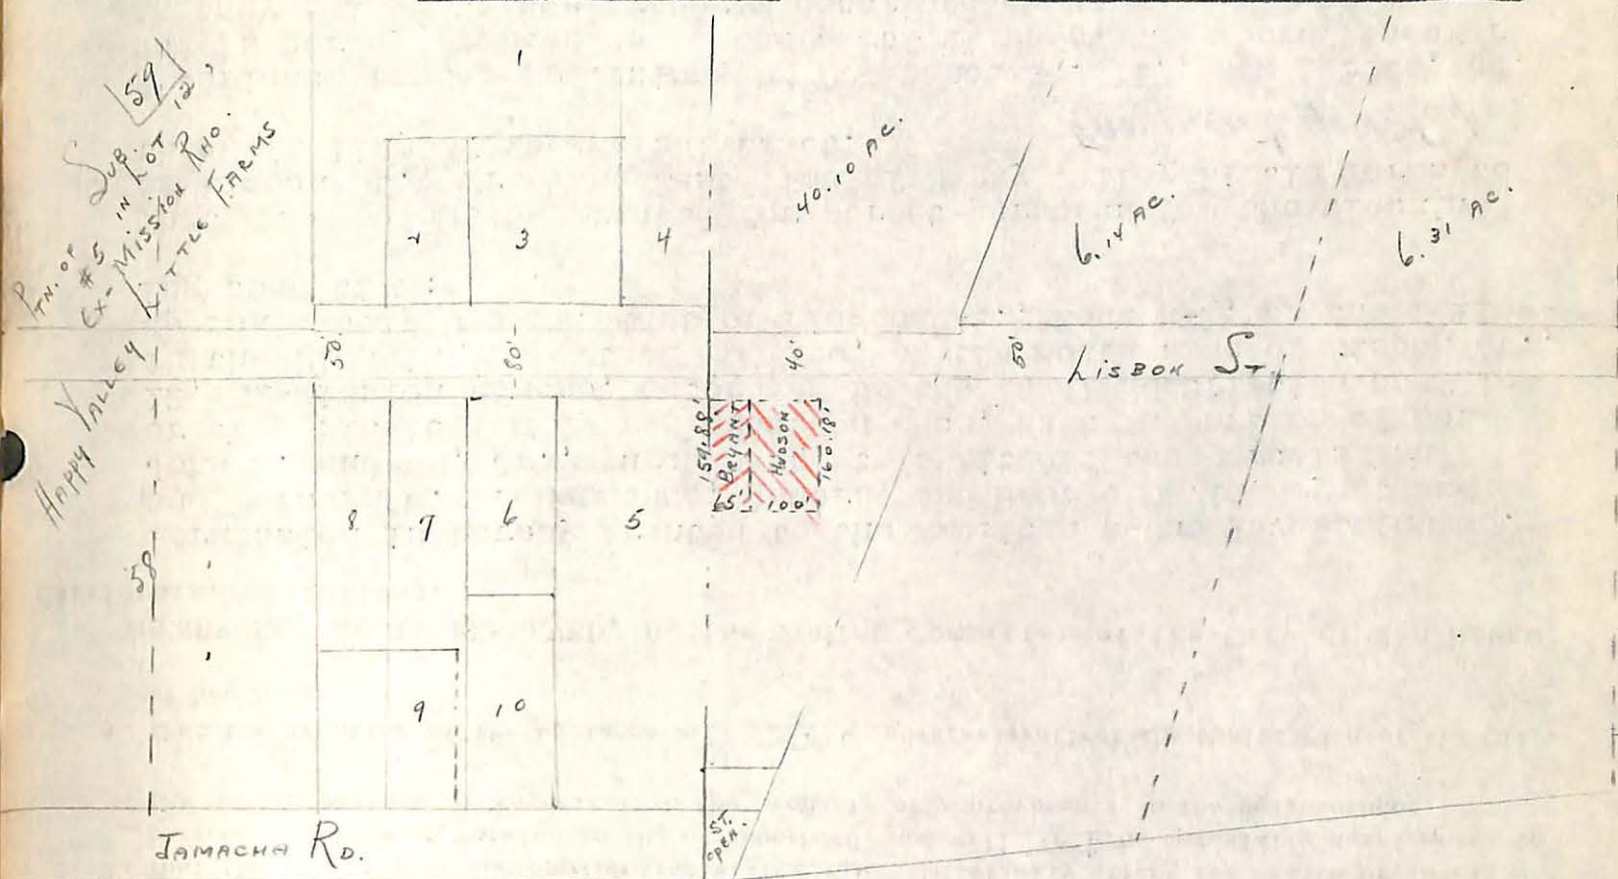 59
PTN. OF SUB.
#5 IN LOT 12,
EX-MISSION RHO.
HAPPY VALLEY LITTLE FARMS
1
2
3
4
40.10 AC.
6.14 AC.
6.31 AC.
50'
80'
40'
50'
LISBON ST.
159.88'
BRYAN
HUDSON
160.18'
65'
100'
8
7
6
5
58
9
10
ST. OPEN.
JAMACHA RD.